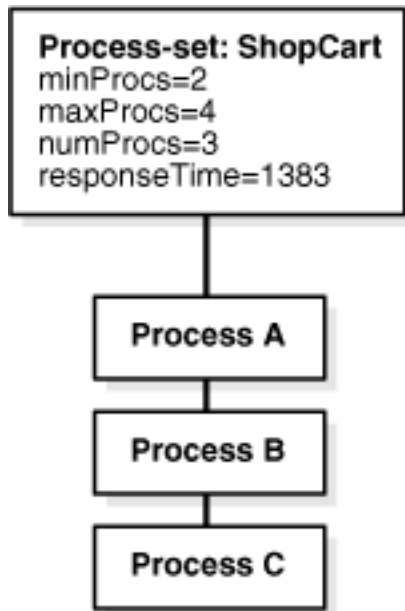 Process-set: ShopCart
minProcs=2
maxProcs=4
numProcs=3
responseTime=1383
Process A
Process B
Process C